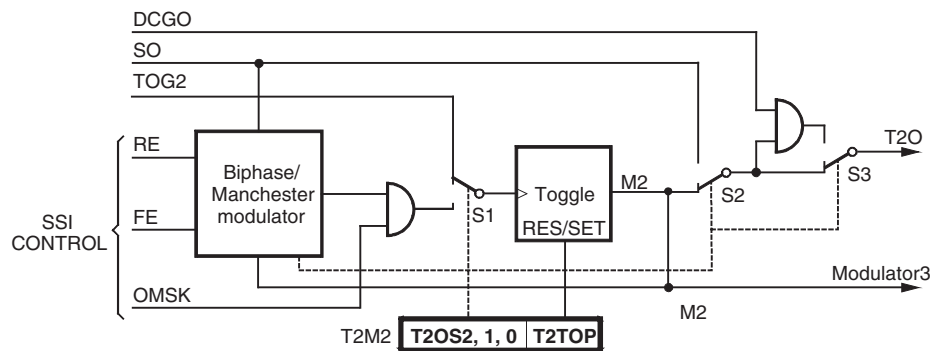 DCGO
SO
TOG2
RE
T2O
Biphase/
Manchester
modulator
Toggle
M2
S1
S2
S3
SSI
CONTROL
FE
RES/SET
OMSK
Modulator3
M2
T2M2
T2OS2, 1, 0
T2TOP